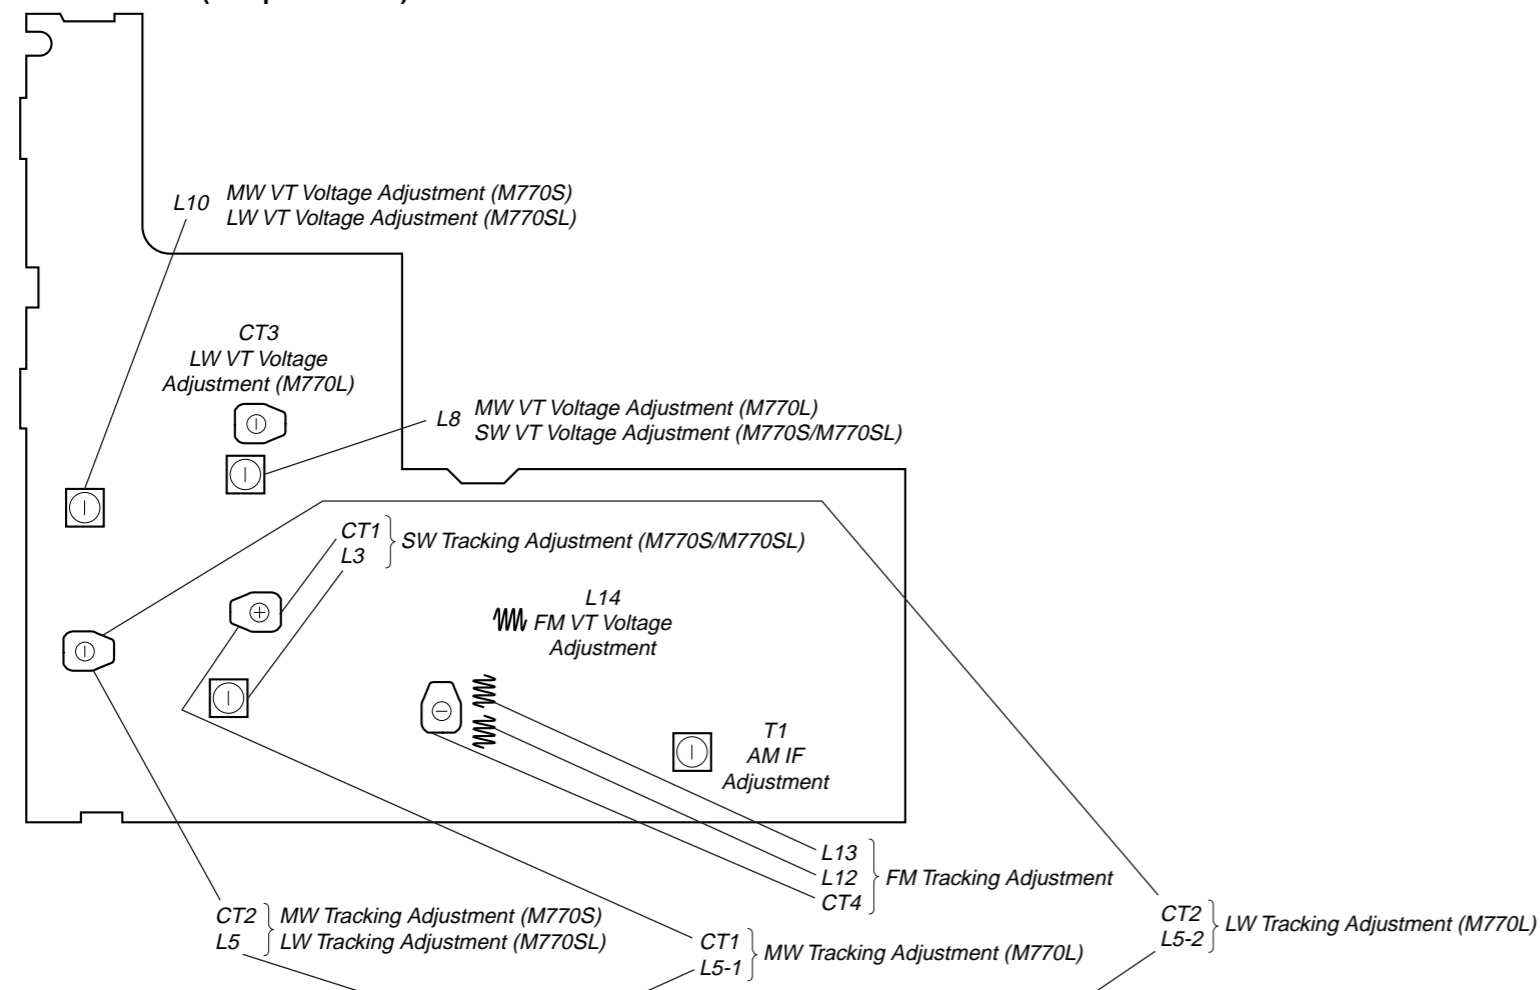 L10
MW VT Voltage Adjustment (M770S)
LW VT Voltage Adjustment (M770SL)
CT3
LW VT Voltage
Adjustment (M770L)
L8
MW VT Voltage Adjustment (M770L)
SW VT Voltage Adjustment (M770S/M770SL)
CT1
L3
SW Tracking Adjustment (M770S/M770SL)
L14
FM VT Voltage
Adjustment
T1
AM IF
Adjustment
L13
L12
CT4
FM Tracking Adjustment
CT2
L5
MW Tracking Adjustment (M770S)
LW Tracking Adjustment (M770SL)
CT1
L5-1
MW Tracking Adjustment (M770L)
CT2
L5-2
LW Tracking Adjustment (M770L)